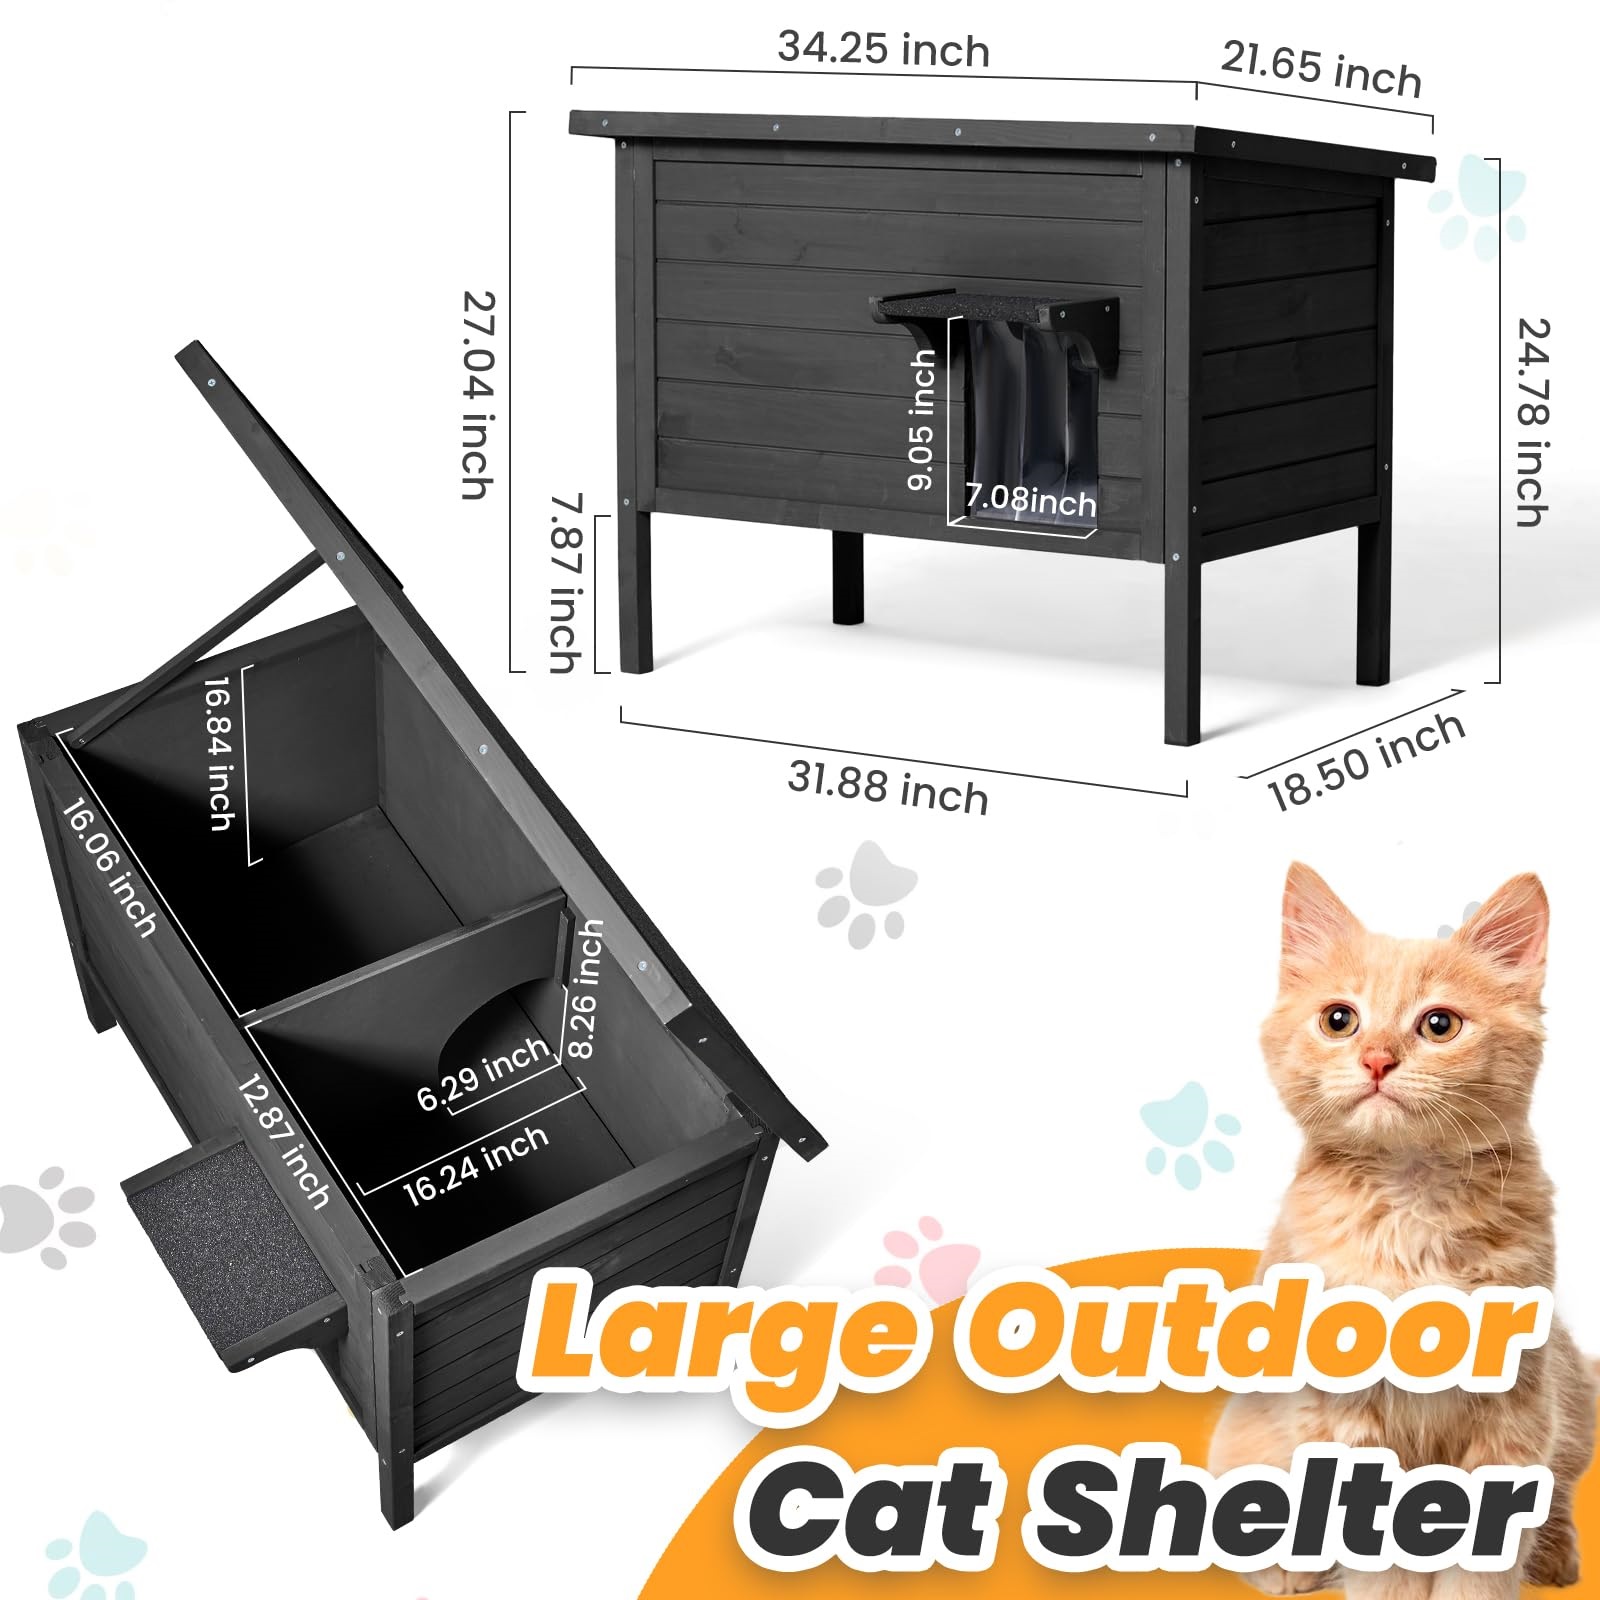 34.25 inch
21.65 inch
27.04 inch
7.87 inch
9.05 inch
7.08inch
24.78 inch
31.88 inch
18.50 inch
16.84 inch
16.06 inch
8.26 inch
6.29 inch
12.87 inch
16.24 inch
Large Outdoor
Cat Shelter